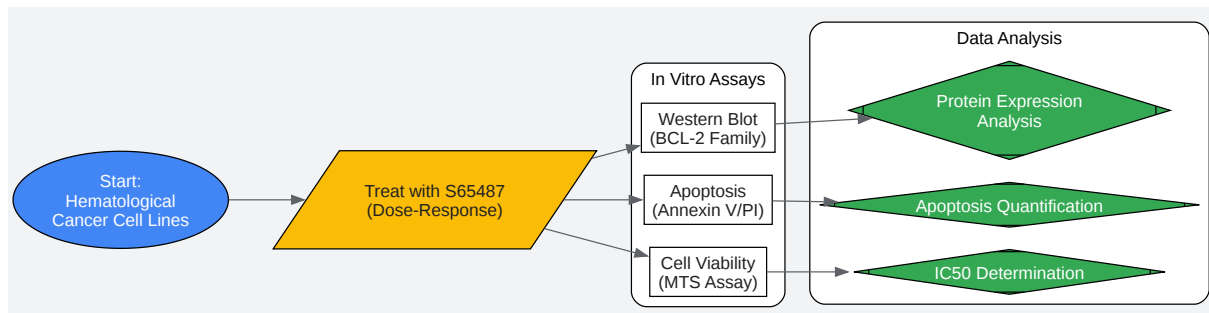 Start:
Hematological
Cancer Cell Lines
Treat with S65487
(Dose-Response)
In Vitro Assays
Western Blot
(BCL-2 Family)
Apoptosis
(Annexin V/PI)
Cell Viability
(MTS Assay)
Data Analysis
Protein Expression
Analysis
Apoptosis Quantification
IC50 Determination